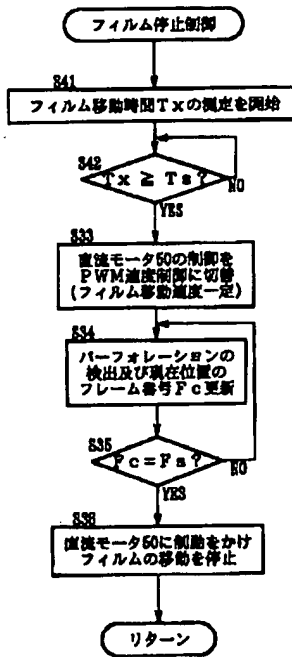 フィルム停止制御
S41
フィルム移動時間Txの測定を開始
S42
Tx ≧ Ts?
NO
YES
S33
直流モータ50の制御を
PWM速度制御に切替
(フィルム移動速度一定)
S34
パーフォレーションの
検出及び現在位置の
フレーム番号Fc更新
S35
Fc=Fs?
NO
YES
S36
直流モータ50に制動をかけ
フィルムの移動を停止
リターン